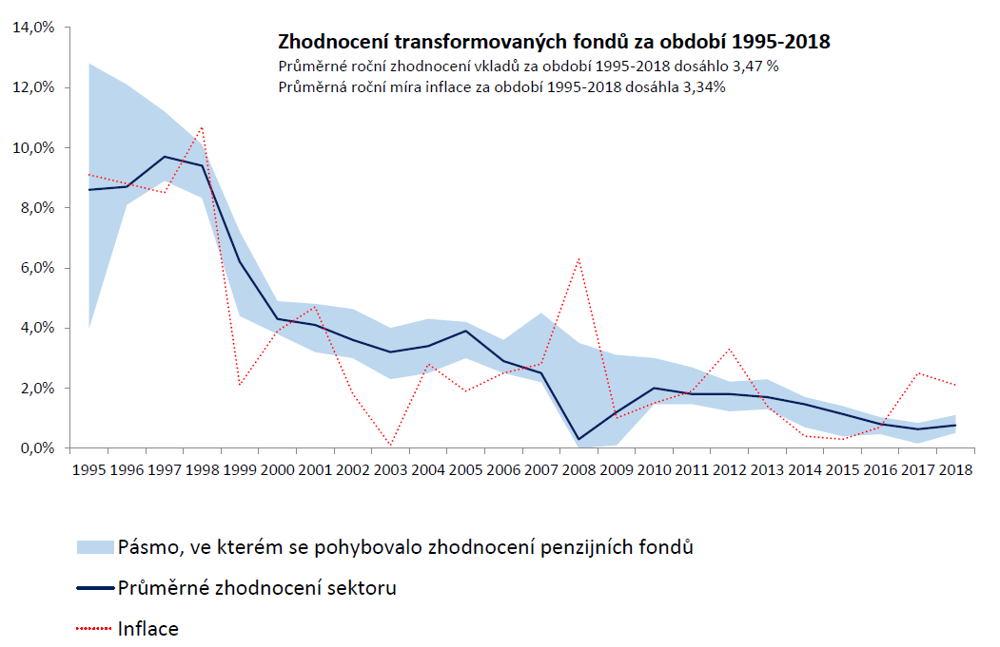 Zhodnocení transformovaných fondů za období 1995-2018
Průměrné roční zhodnocení vkladů za období 1995-2018 dosáhlo 3,47 %
Průměrná roční míra inflace za období 1995-2018 dosáhla 3,34%
14,0%
12,0%
10,0%
8,0%
6,0%
4,0%
2,0%
0,0%
1995 1996 1997 1998 1999 2000 2001 2002 2003 2004 2005 2006 2007 2008 2009 2010 2011 2012 2013 2014 2015 2016 2017 2018
Pásmo, ve kterém se pohybovalo zhodnocení penzijních fondů
Průměrné zhodnocení sektoru
Inflace